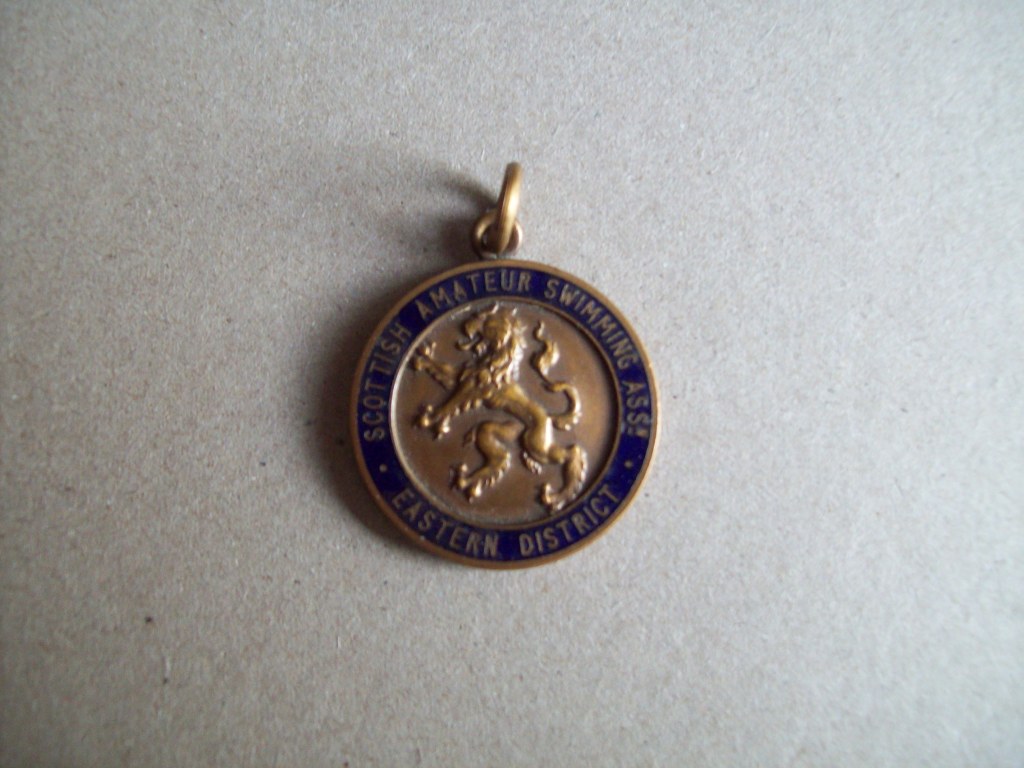 SCOTTISH AMATEUR SWIMMING ASSN
EASTERN DISTRICT